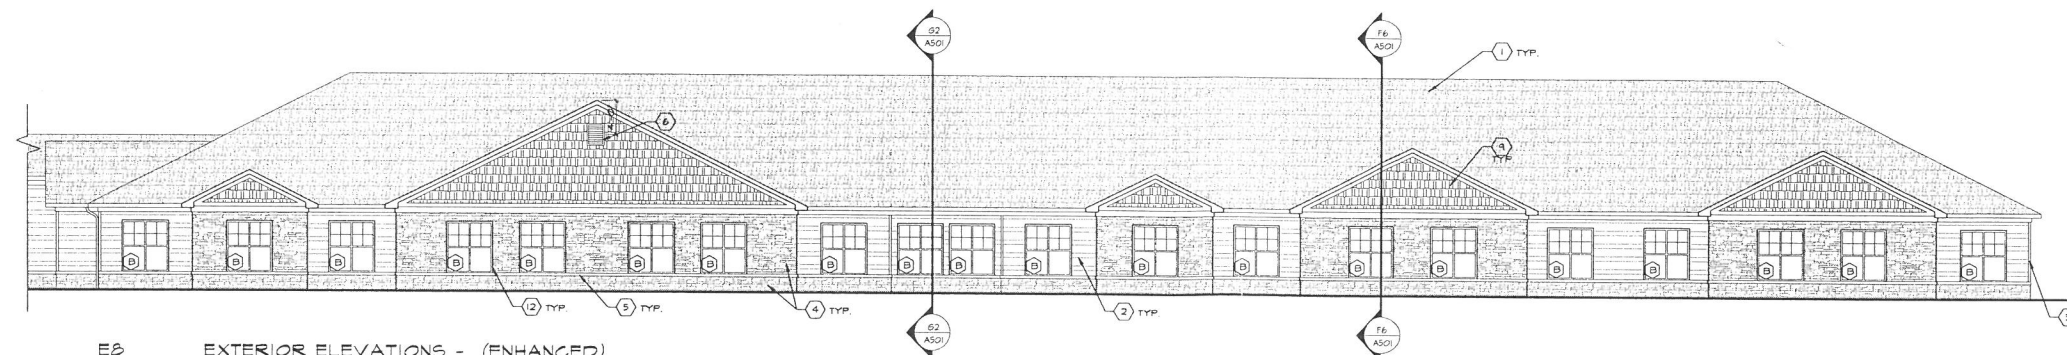 G2
A501
F6
A501
1 TYP.
6
9
TYP
B B B B B B B B B B B B B B B B B B B B
12 TYP.
5 TYP.
4 TYP.
2 TYP.
G2
A501
F6
A501
E8 EXTERIOR ELEVATIONS - (ENHANCED)